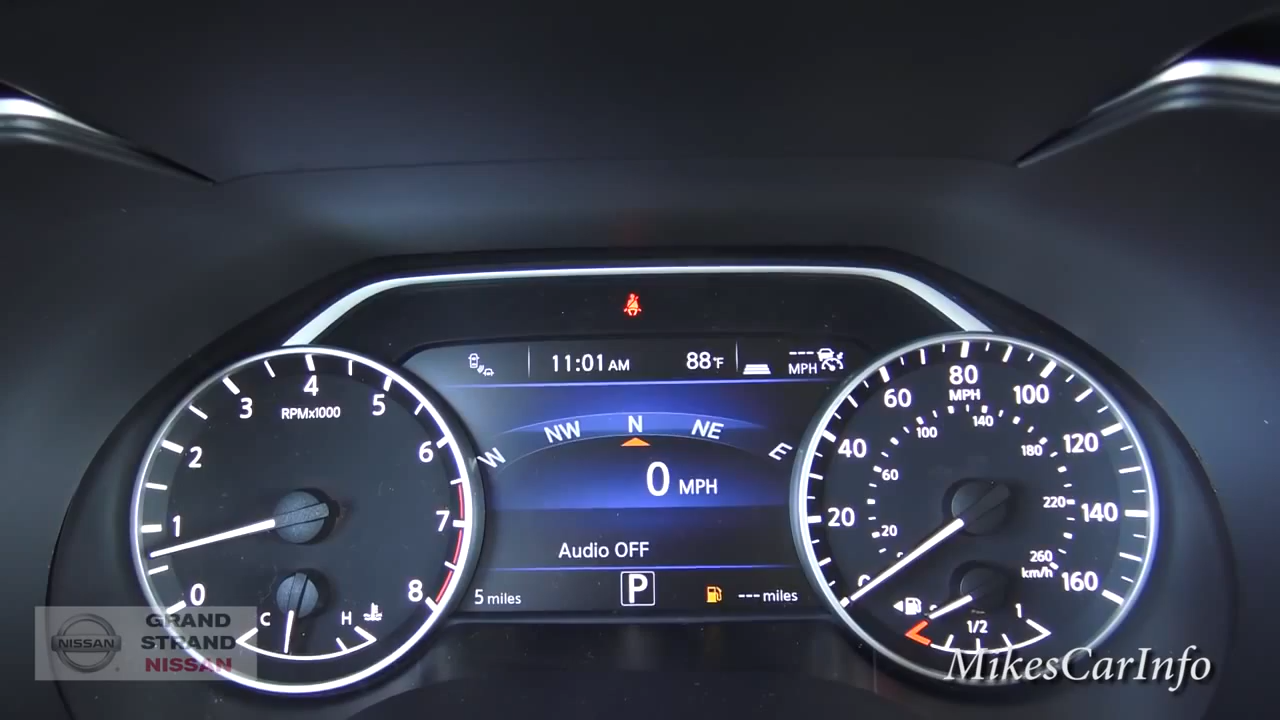 11:01 AM
88°F
--- MPH
W NW N NE E
0 MPH
Audio OFF
5 miles
P
--- miles
0 1 2 3 4 5 6 7 8
RPMx1000
C H
0 20 40 60 80 100 120 140 160
MPH
20 60 100 140 180 220 260
km/h
1/2 1
NISSAN
GRAND
STRAND
NISSAN
MikesCarInfo